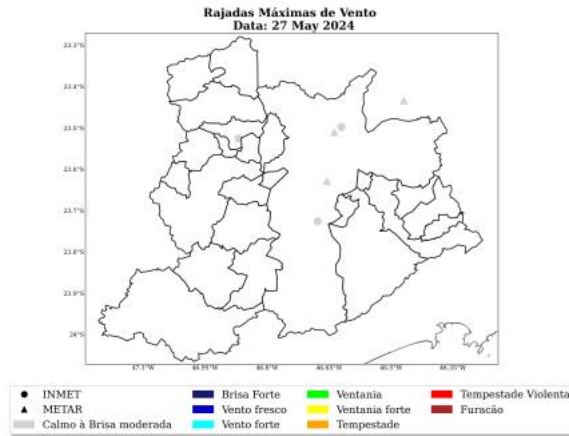 Rajadas Máximas de Vento
Data: 27 May 2024
23.3°S
23.4°S
23.5°S
23.6°S
23.7°S
23.8°S
23.9°S
24°S
47.1°W
46.95°W
46.8°W
46.65°W
46.5°W
46.35°W
INMET
METAR
Calmo à Brisa moderada
Brisa Forte
Vento fresco
Vento forte
Ventania
Ventania forte
Tempestade
Tempestade Violenta
Furacão